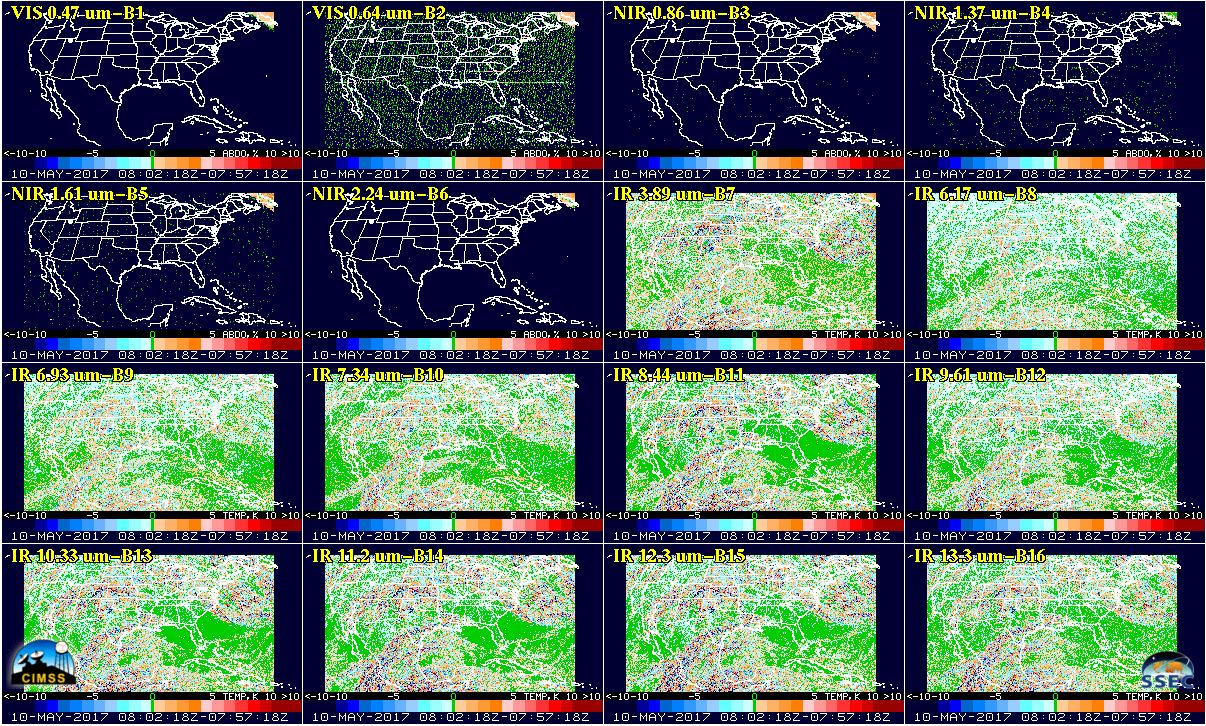 VIS 0.47 um-B1
VIS 0.64 um-B2
NIR 0.86 um-B3
NIR 1.37 um-B4
<-10-10 -5 0 5 ABDO,% 10 >10
<-10-10 -5 0 5 ABDO,% 10 >10
<-10-10 -5 0 5 ABDO,% 10 >10
<-10-10 -5 0 5 ABDO,% 10 >10
10-MAY-2017 08:02:18Z-07:57:18Z
10-MAY-2017 08:02:18Z-07:57:18Z
10-MAY-2017 08:02:18Z-07:57:18Z
10-MAY-2017 08:02:18Z-07:57:18Z
NIR 1.61 um-B5
NIR 2.24 um-B6
IR 3.89 um-B7
IR 6.17 um-B8
<-10-10 -5 0 5 ABDO,% 10 >10
<-10-10 -5 0 5 ABDO,% 10 >10
<-10-10 -5 0 5 TEMP,K 10 >10
<-10-10 -5 0 5 TEMP,K 10 >10
10-MAY-2017 08:02:18Z-07:57:18Z
10-MAY-2017 08:02:18Z-07:57:18Z
10-MAY-2017 08:02:18Z-07:57:18Z
10-MAY-2017 08:02:18Z-07:57:18Z
IR 6.93 um-B9
IR 7.34 um-B10
IR 8.44 um-B11
IR 9.61 um-B12
<-10-10 -5 0 5 TEMP,K 10 >10
<-10-10 -5 0 5 TEMP,K 10 >10
<-10-10 -5 0 5 TEMP,K 10 >10
<-10-10 -5 0 5 TEMP,K 10 >10
10-MAY-2017 08:02:18Z-07:57:18Z
10-MAY-2017 08:02:18Z-07:57:18Z
10-MAY-2017 08:02:18Z-07:57:18Z
10-MAY-2017 08:02:18Z-07:57:18Z
IR 10.33 um-B13
IR 11.2 um-B14
IR 12.3 um-B15
IR 13.3 um-B16
CIMSS
SSEC
<-10-10 -5 0 5 TEMP,K 10 >10
<-10-10 -5 0 5 TEMP,K 10 >10
<-10-10 -5 0 5 TEMP,K 10 >10
<-10-10 -5 0 5 TEMP,K 10 >10
10-MAY-2017 08:02:18Z-07:57:18Z
10-MAY-2017 08:02:18Z-07:57:18Z
10-MAY-2017 08:02:18Z-07:57:18Z
10-MAY-2017 08:02:18Z-07:57:18Z